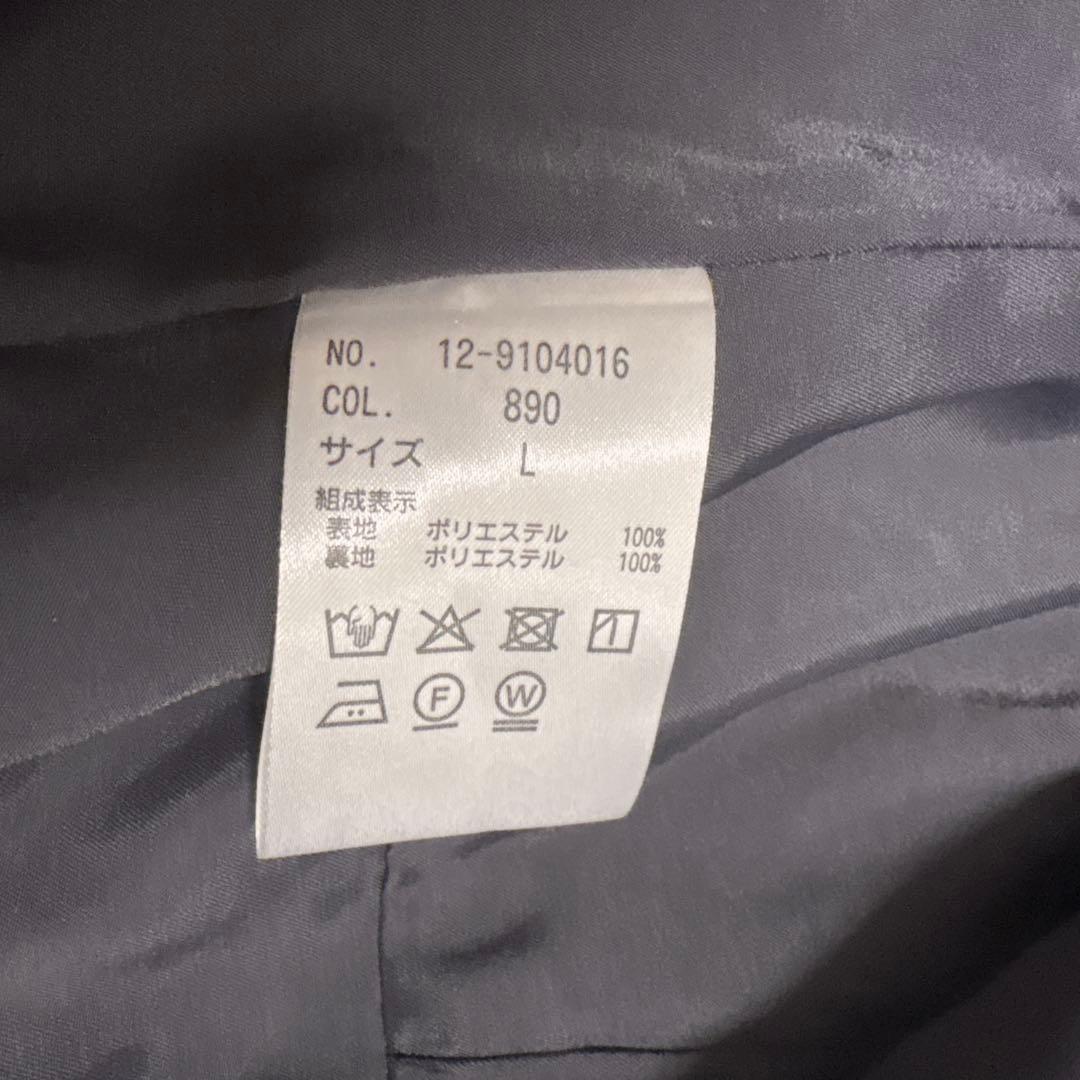 NO. 12-9104016
COL. 890
サイズ L
組成表示
表地 ポリエステル 100%
裏地 ポリエステル 100%
F W